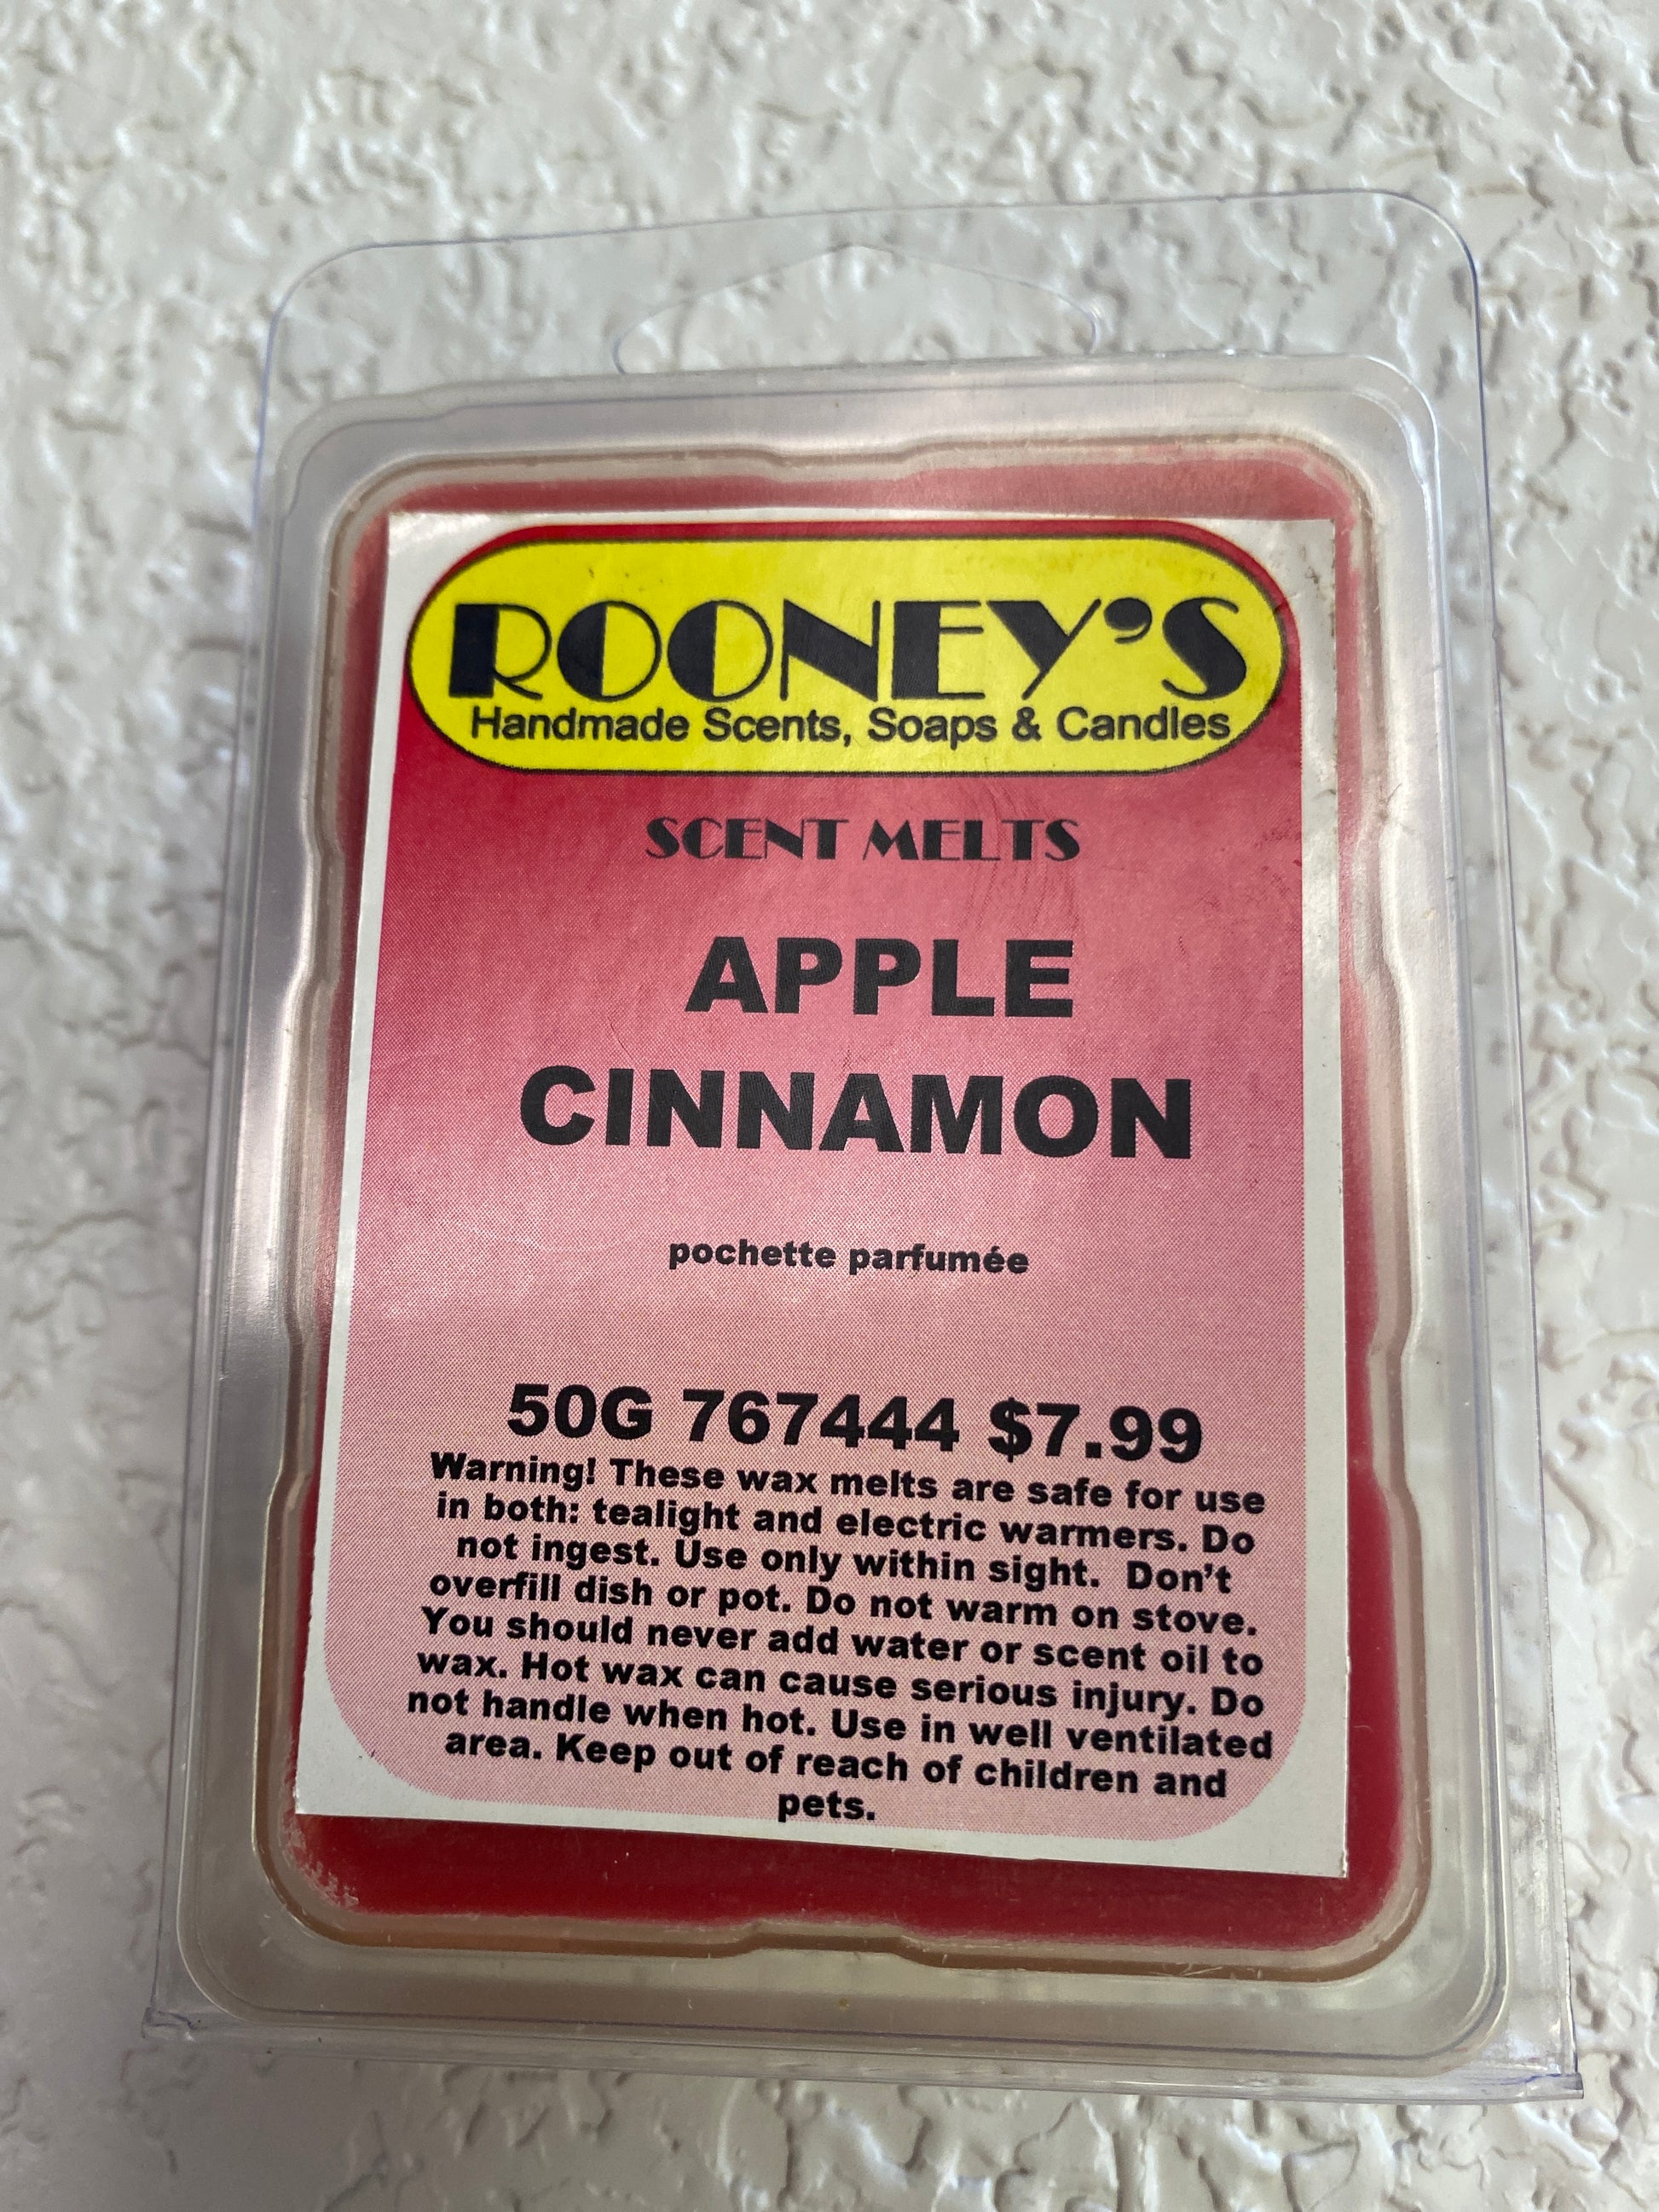 ROONEY'S
Handmade Scents, Soaps & Candles
SCENT MELTS
APPLE
CINNAMON
pochette parfumée
50G 767444 $7.99
Warning! These wax melts are safe for use
in both: tealight and electric warmers. Do
not ingest. Use only within sight.  Don't
overfill dish or pot. Do not warm on stove.
You should never add water or scent oil to
wax. Hot wax can cause serious injury. Do
not handle when hot. Use in well ventilated
area. Keep out of reach of children and
pets.